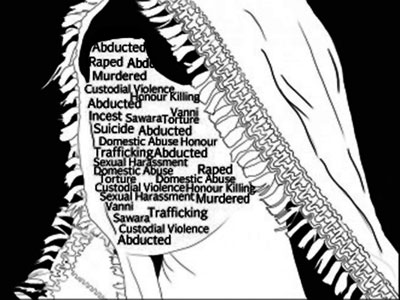 Abducted
Raped Abde
Murdered
Custodial Violence
Honour Killing
Abducted
Vanni
Incest Sawara Torture
Suicide Abducted
Domestic Abuse Honour
Trafficking Abducted
Sexual Harassment
Domestic Abuse Raped
Torture Domestic Abuse
Custodial Violence Honour Killing
Sexual Harassment Murdered
Vanni
Trafficking
Sawara
Custodial Violence
Abducted